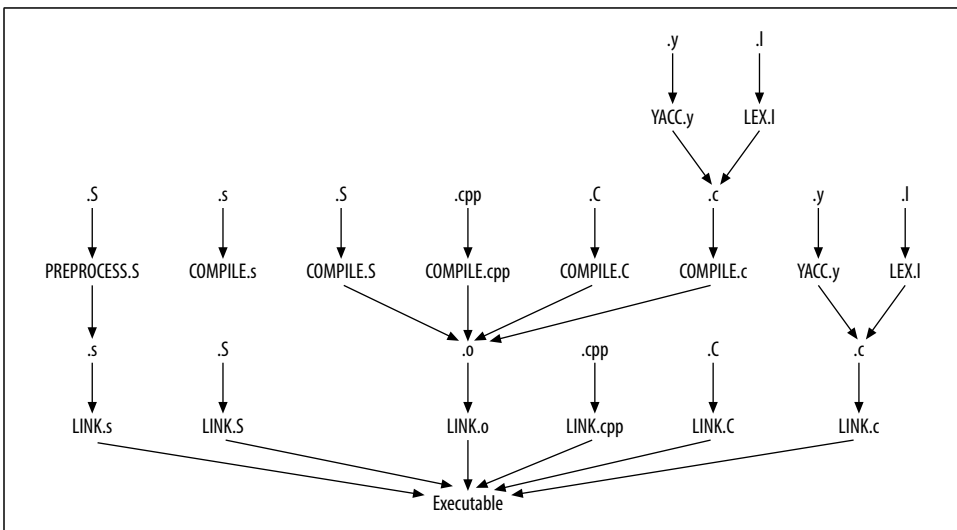 .y .l
YACC.y LEX.l
.S .s .S .cpp .C .c .y .l
PREPROCESS.S COMPILE.s COMPILE.S COMPILE.cpp COMPILE.C COMPILE.c YACC.y LEX.l
.s .S .o .cpp .C .c
LINK.s LINK.S LINK.o LINK.cpp LINK.C LINK.c
Executable